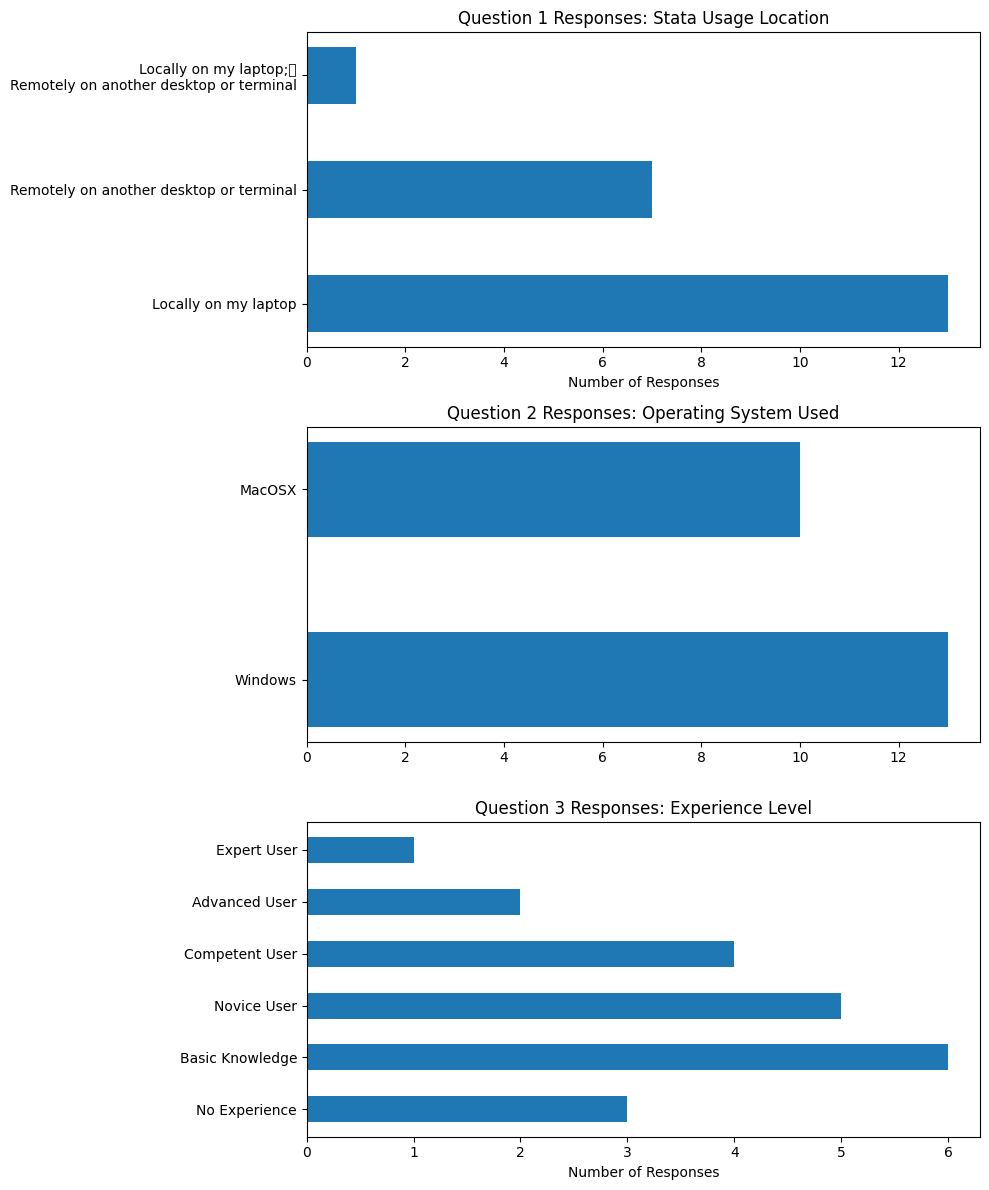 Question 1 Responses: Stata Usage Location
Locally on my laptop;
Remotely on another desktop or terminal
Remotely on another desktop or terminal
Locally on my laptop
0 2 4 6 8 10 12
Number of Responses
Question 2 Responses: Operating System Used
MacOSX
Windows
0 2 4 6 8 10 12
Question 3 Responses: Experience Level
Expert User
Advanced User
Competent User
Novice User
Basic Knowledge
No Experience
0 1 2 3 4 5 6
Number of Responses